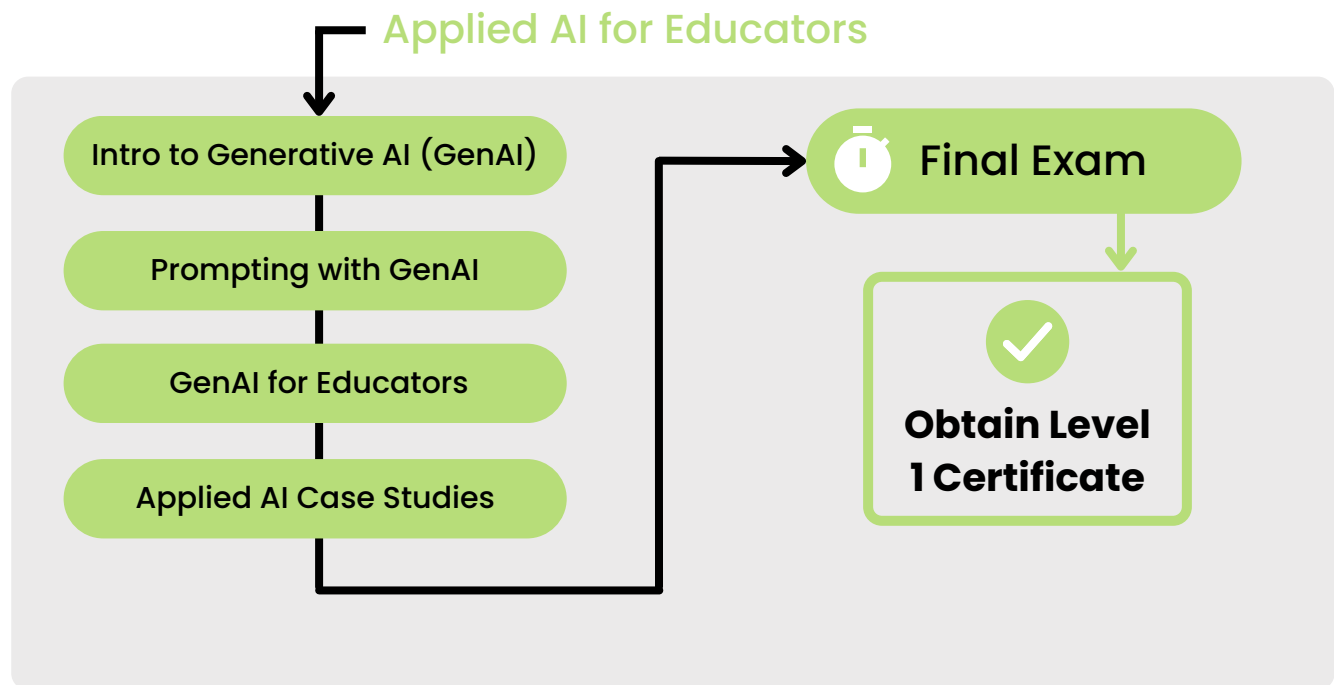 Applied AI for Educators
Intro to Generative AI (GenAI)
Prompting with GenAI
GenAI for Educators
Applied AI Case Studies
Final Exam
Obtain Level
1 Certificate